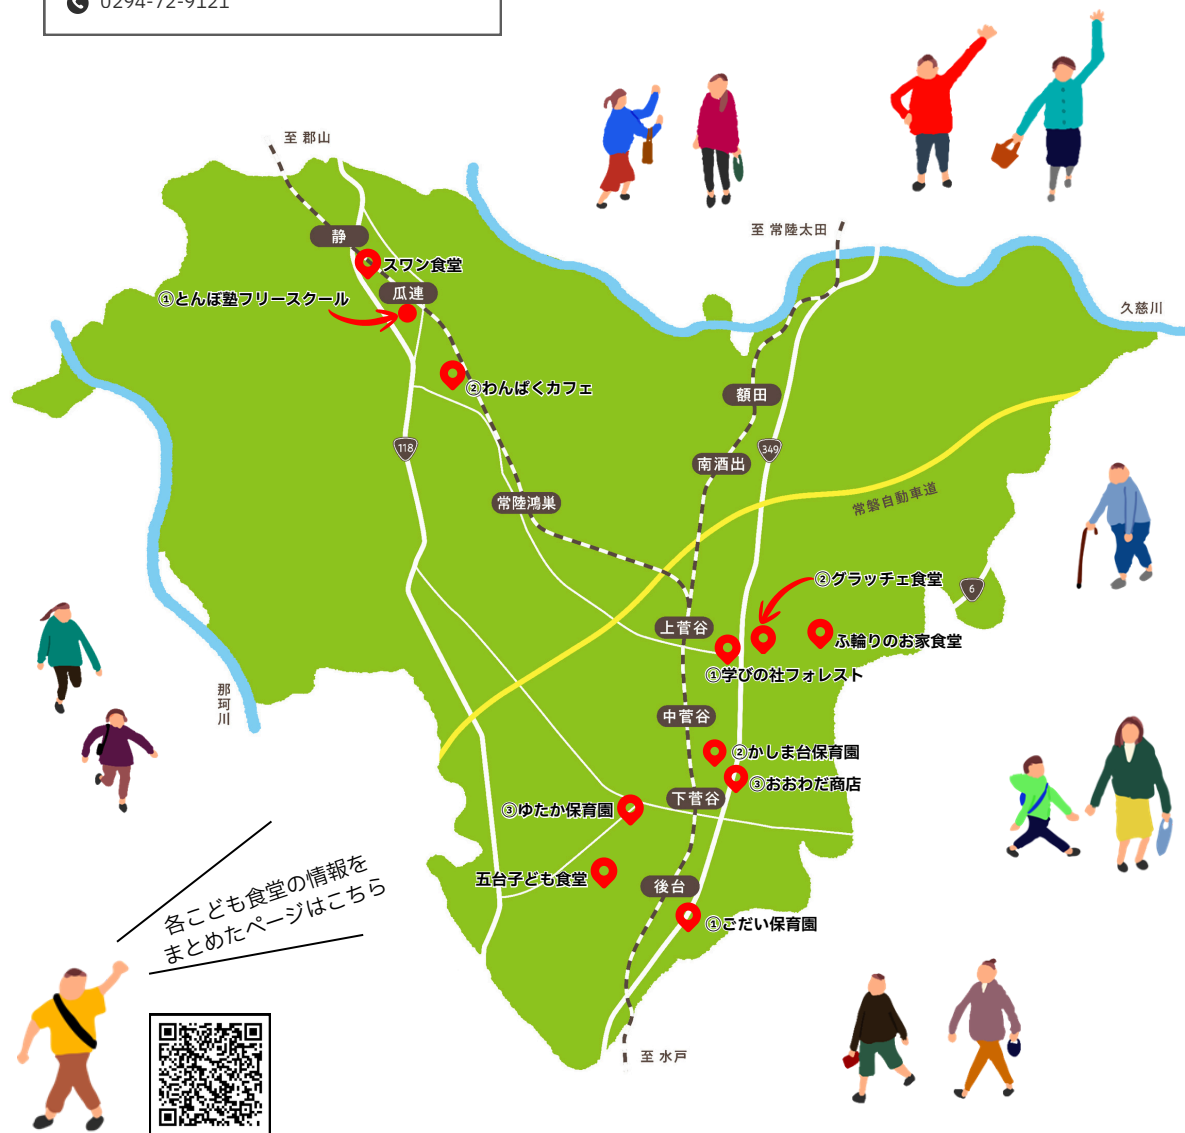 0294-72-9121
至 郡山
至 常陸太田
静
スワン食堂
瓜連
①とんぼ塾フリースクール
久慈川
②わんぱくカフェ
額田
118
349
南酒出
常陸鴻巣
常磐自動車道
②グラッチェ食堂
6
上菅谷
ふ輪りのお家食堂
①学びの社フォレスト
那珂川
中菅谷
②かしま台保育園
③おおわだ商店
下菅谷
③ゆたか保育園
五台子ども食堂
後台
①ごだい保育園
各こども食堂の情報を
まとめたページはこちら
至 水戸